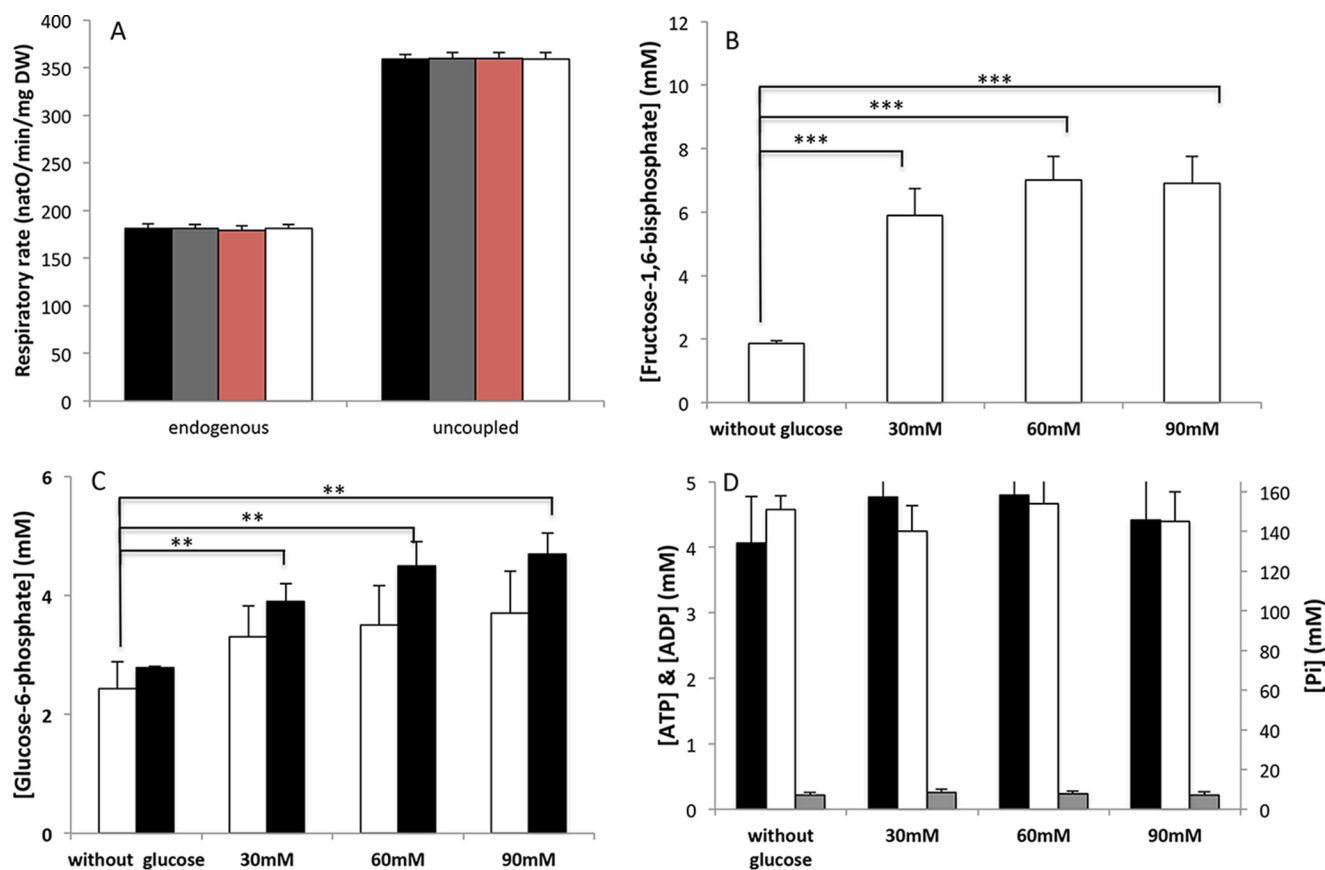 A
Respiratory rate (natO/min/mg DW)
400
350
300
250
200
150
100
50
0
endogenous
uncoupled
B
[Fructose-1,6-bisphosphate] (mM)
12
10
8
6
4
2
0
***
***
***
without glucose
30mM
60mM
90mM
C
[Glucose-6-phosphate] (mM)
6
4
2
0
**
**
**
without glucose
30mM
60mM
90mM
D
[ATP] & [ADP] (mM)
5
4
3
2
1
0
[Pi] (mM)
160
140
120
100
80
60
40
20
0
without
glucose
30mM
60mM
90mM